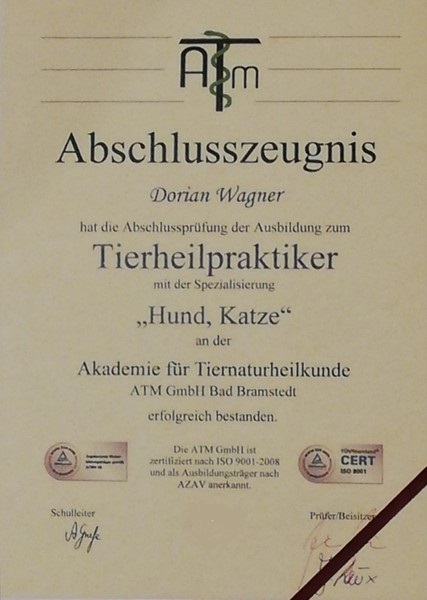 ATM
Abschlusszeugnis
Dorian Wagner
hat die Abschlussprüfung der Ausbildung zum
Tierheilpraktiker
mit der Spezialisierung
„Hund, Katze“
an der
Akademie für Tiernaturheilkunde
ATM GmbH Bad Bramstedt
erfolgreich bestanden.
Die ATM GmbH ist
zertifiziert nach ISO 9001-2008
und als Ausbildungsträger nach
AZAV anerkannt.
CERT
ISO 9001
Schulleiter
Prüfer/Beisitzer